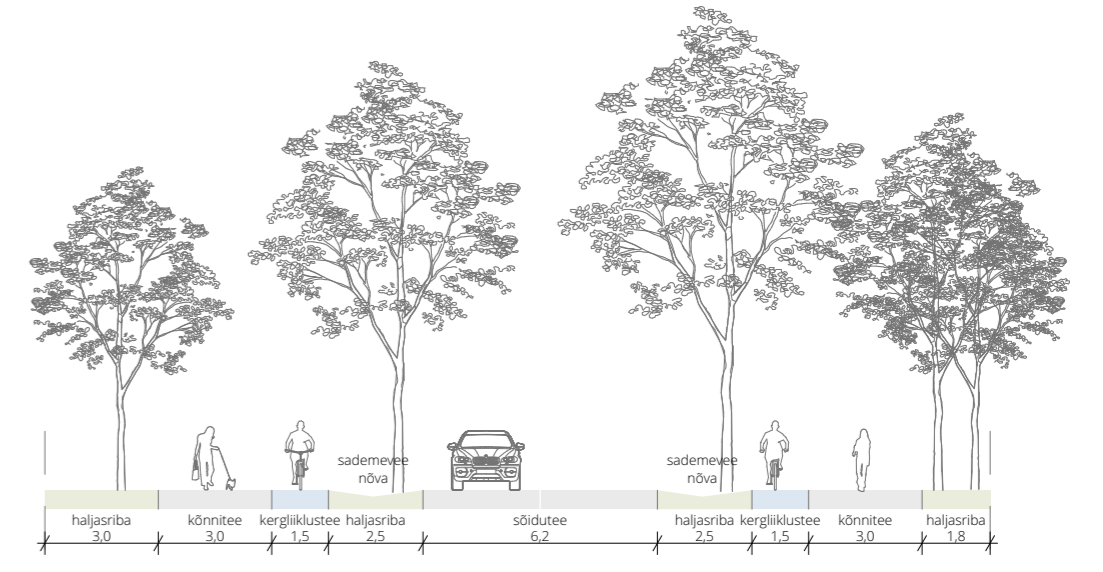 sademevee
nõva
sademevee
nõva
haljasriba kõnnitee kergliiklustee haljasriba sõidutee haljasriba kergliiklustee kõnnitee haljasriba
3,0 3,0 1,5 2,5 6,2 2,5 1,5 3,0 1,8